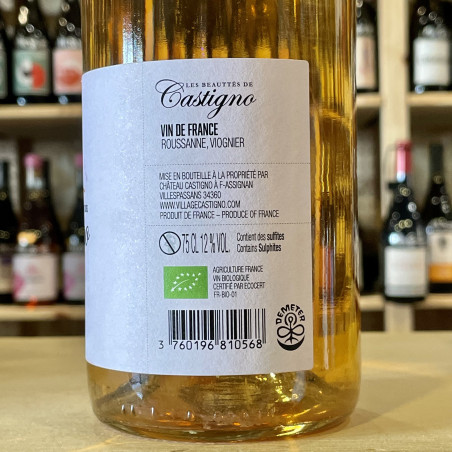 LES BEAUTTÉS DE
Castigno
VIN DE FRANCE
ROUSSANNE, VIOGNIER
MISE EN BOUTEILLE À LA PROPRIÉTÉ PAR
CHÂTEAU CASTIGNO À F-ASSIGNAN
VILLESPASSANS 34360
WWW.VILLAGECASTIGNO.COM
PRODUIT DE FRANCE – PRODUCE OF FRANCE
75 CL 12 % VOL.
Contient des sulfites
Contains Sulphites
AGRICULTURE FRANCE
VIN BIOLOGIQUE
CERTIFIÉ PAR ECOCERT
FR-BIO-01
3 760196 810568
DEMETER